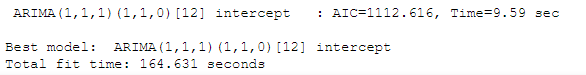 ARIMA(1,1,1)(1,1,0)[12] intercept   : AIC=1112.616, Time=9.59 sec
Best model:  ARIMA(1,1,1)(1,1,0)[12] intercept
Total fit time: 164.631 seconds